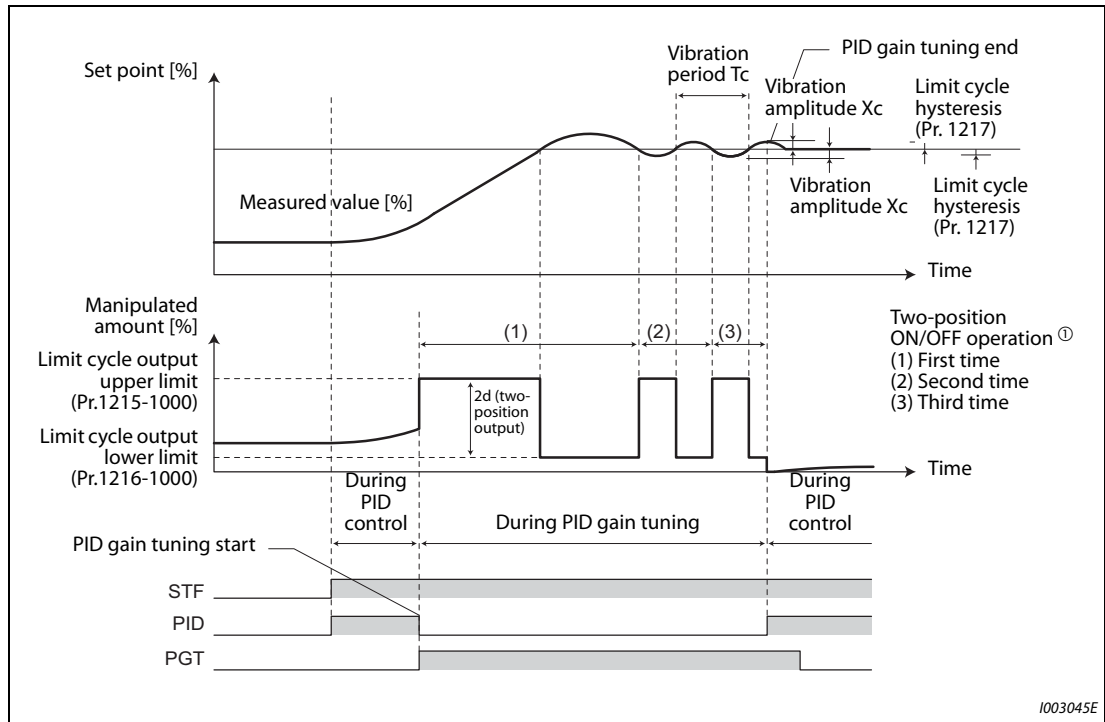 Set point [%]
Vibration
period Tc
PID gain tuning end
Vibration
amplitude Xc
Limit cycle
hysteresis
(Pr. 1217)
Measured value [%]
Vibration
amplitude Xc
Limit cycle
hysteresis
(Pr. 1217)
Time
Manipulated
amount [%]
Limit cycle output
upper limit
(Pr.1215-1000)
Limit cycle output
lower limit
(Pr.1216-1000)
(1)
(2)
(3)
2d (two-
position
output)
Two-position
ON/OFF operation ①
(1) First time
(2) Second time
(3) Third time
Time
During
PID
control
During PID gain tuning
During
PID
control
PID gain tuning start
STF
PID
PGT
I003045E